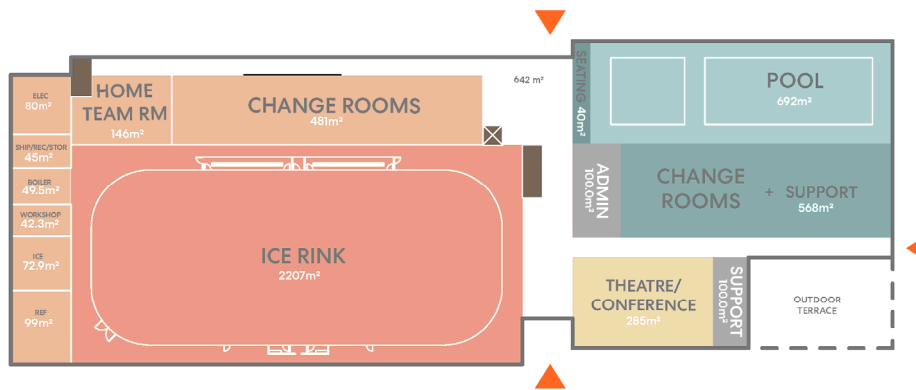 ELEC
80m²
HOME
TEAM RM
146m²
CHANGE ROOMS
481m²
642 m²
SEATING 40m²
POOL
692m²
SHIP/REC/STOR
45m²
BOILER
49.5m²
WORKSHOP
42.3m²
ICE
72.9m²
REF
99m²
ICE RINK
2207m²
ADMIN
100.0m²
CHANGE
ROOMS
+ SUPPORT
568m²
THEATRE/
CONFERENCE
285m²
SUPPORT
100.0m²
OUTDOOR
TERRACE